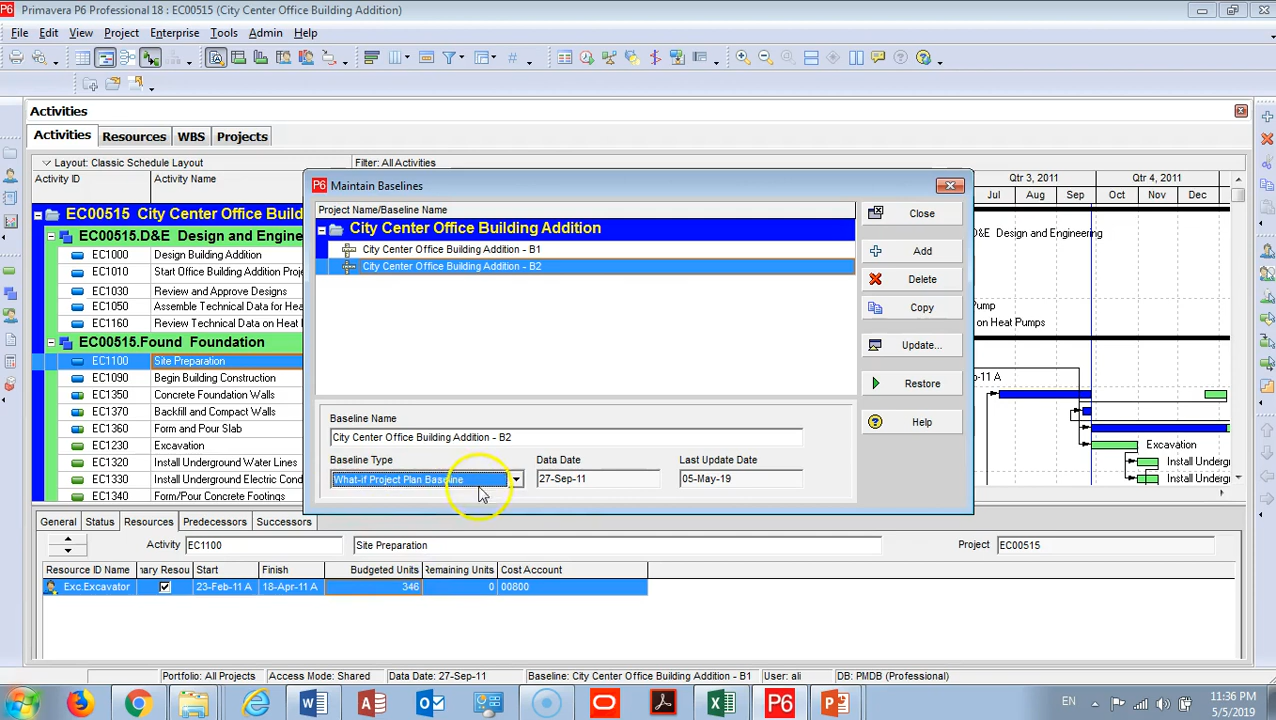 Primavera P6 Professional 18 : EC00515 (City Center Office Building Addition)
File Edit View Project Enterprise Tools Admin Help
Activities
Activities Resources WBS Projects
Layout: Classic Schedule Layout Filter: All Activities
Activity ID Activity Name Qtr 3, 2011 Qtr 4, 2011
Jul Aug Sep Oct Nov Dec
EC00515 City Center Office Build
EC00515.D&E Design and Engine
EC1000 Design Building Addition
EC1010 Start Office Building Addition Proj
EC1030 Review and Approve Designs
EC1050 Assemble Technical Data for Hea
EC1160 Review Technical Data on Heat P
EC00515.Found Foundation
EC1100 Site Preparation
EC1090 Begin Building Construction
EC1350 Concrete Foundation Walls
EC1370 Backfill and Compact Walls
EC1360 Form and Pour Slab
EC1230 Excavation
EC1320 Install Underground Water Lines
EC1330 Install Underground Electric Cond
EC1340 Form/Pour Concrete Footings
D&E Design and Engineering
Pump
on Heat Pumps
p-11 A
Excavation
Install Underground
Install Underground
Maintain Baselines
Project Name/Baseline Name
City Center Office Building Addition
City Center Office Building Addition - B1
City Center Office Building Addition - B2
Close
Add
Delete
Copy
Update...
Restore
Help
Baseline Name
City Center Office Building Addition - B2
Baseline Type Data Date Last Update Date
What-if Project Plan Baseline 27-Sep-11 05-May-19
General Status Resources Predecessors Successors
Activity EC1100 Site Preparation Project EC00515
Resource ID Name nary Resou Start Finish Budgeted Units Remaining Units Cost Account
Exc.Excavator 23-Feb-11 A 18-Apr-11 A 346 0 00800
Portfolio: All Projects Access Mode: Shared Data Date: 27-Sep-11 Baseline: City Center Office Building Addition - B1 User: ali DB: PMDB (Professional)
EN 11:36 PM
5/5/2019